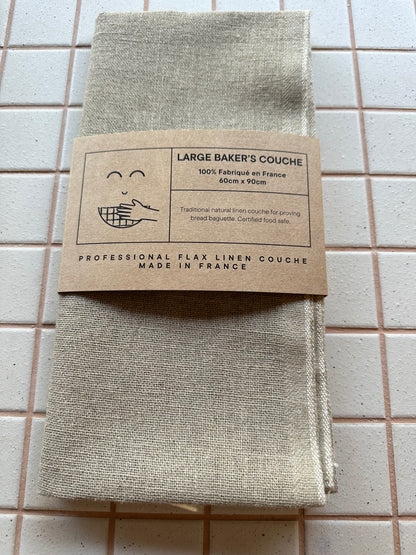 LARGE BAKER'S COUCHE
100% Fabriqué en France
60cm x 90cm
Traditional natural linen couche for proving
bread baguette. Certified food safe.
PROFESSIONAL FLAX LINEN COUCHE
MADE IN FRANCE